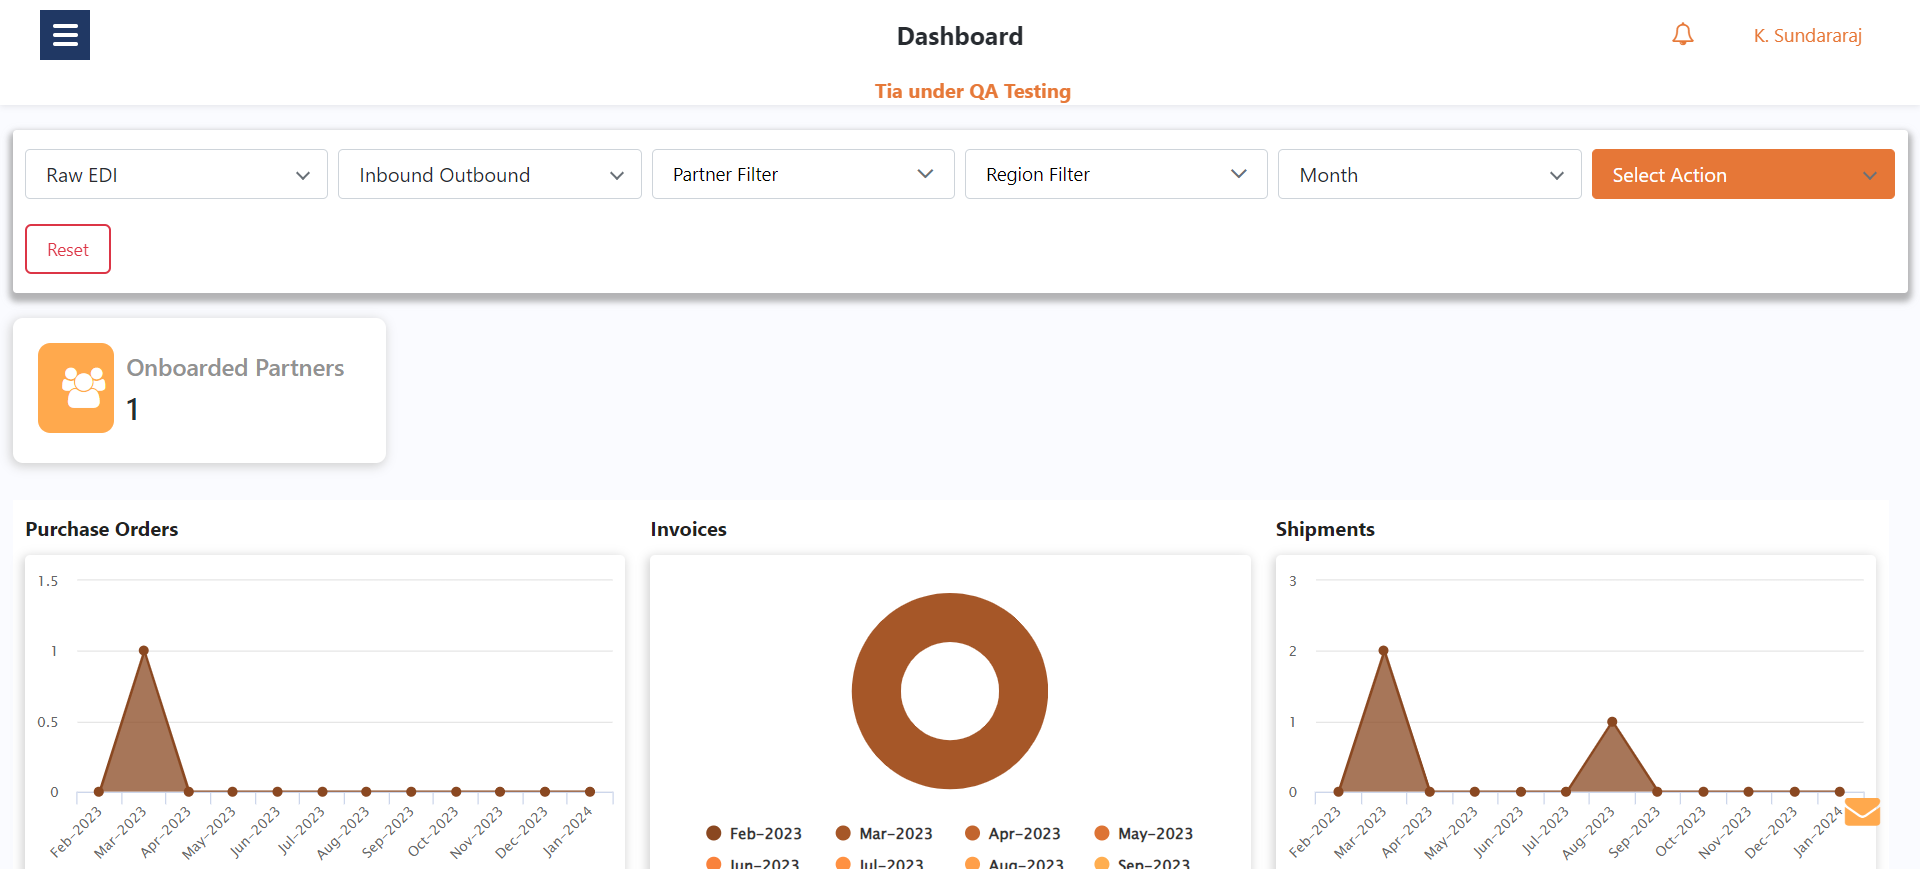 Dashboard
K. Sundararaj
Tia under QA Testing
Raw EDI
Inbound Outbound
Partner Filter
Region Filter
Month
Select Action
Reset
Onboarded Partners
1
Purchase Orders
1.5
1
0.5
0
Feb-2023
Mar-2023
Apr-2023
May-2023
Jun-2023
Jul-2023
Aug-2023
Sep-2023
Oct-2023
Nov-2023
Dec-2023
Jan-2024
Invoices
Feb-2023
Mar-2023
Apr-2023
May-2023
Jun-2023
Jul-2023
Aug-2023
Sep-2023
Shipments
3
2
1
0
Feb-2023
Mar-2023
Apr-2023
May-2023
Jun-2023
Jul-2023
Aug-2023
Sep-2023
Oct-2023
Nov-2023
Dec-2023
Jan-2024